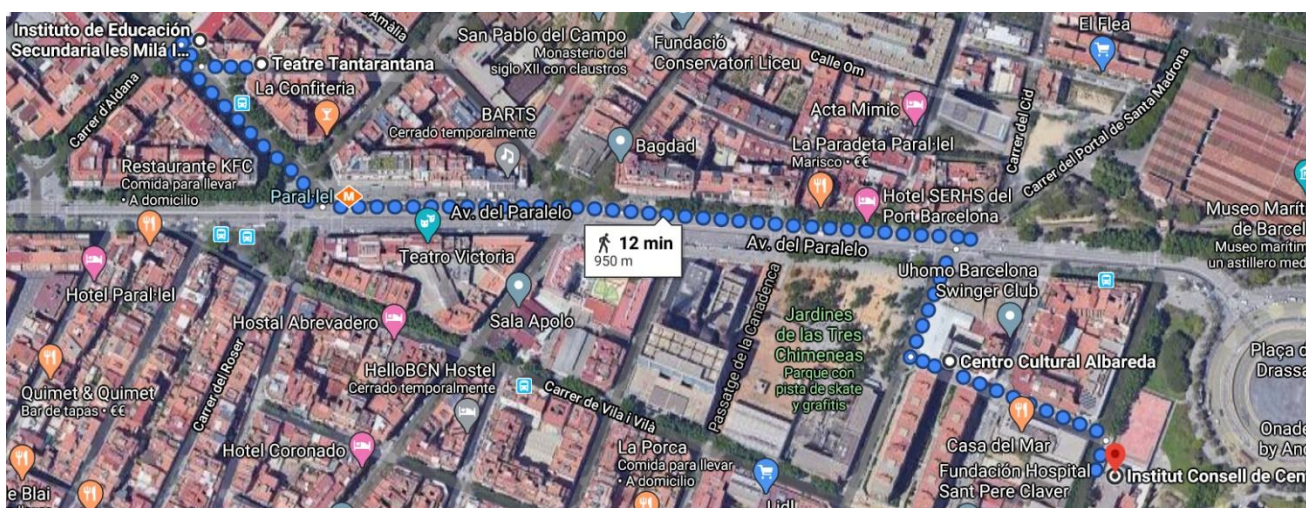 Instituto de Educación
Secundaria Ies Milá I...
Teatre Tantarantana
Amàlia
La Confiteria
Carrer d'Aldana
San Pablo del Campo
Monasterio del
siglo XII con claustros
Fundació
Conservatori Liceu
Calle Om
El Flea
BARTS
Cerrado temporalmente
Acta Mimic
Carrer del Cid
Carrer del Portal de Santa Madrona
Restaurante KFC
Comida para llevar
• A domicilio
Bagdad
La Paradeta Paral·lel
Marisco • €€
Paral·lel
M
Av. del Paralelo
Hotel SERHS del
Port Barcelona
Museo Maríti
de Barcel
Museo marítim
un astillero med
12 min
950 m
Av. del Paralelo
Teatro Victoria
Hotel Paral·lel
Uhomo Barcelona
Swinger Club
Hostal Abrevadero
Sala Apolo
Jardines
de las Tres
Chimeneas
Parque con
pista de skate
y grafitis
Passatge de la Canadenca
Centro Cultural Albareda
Plaça d
Drassa
Quimet & Quimet
Bar de tapas • €€
Carrer del Roser
HelloBCN Hostel
Cerrado temporalmente
Carrer de Vila i Vilà
Hotel Coronado
La Porca
Comida para llevar
• A domicilio
Casa del Mar
Fundación Hospital
Sant Pere Claver
Onade
by And
Institut Consell de Cen
e Blai
Lidl